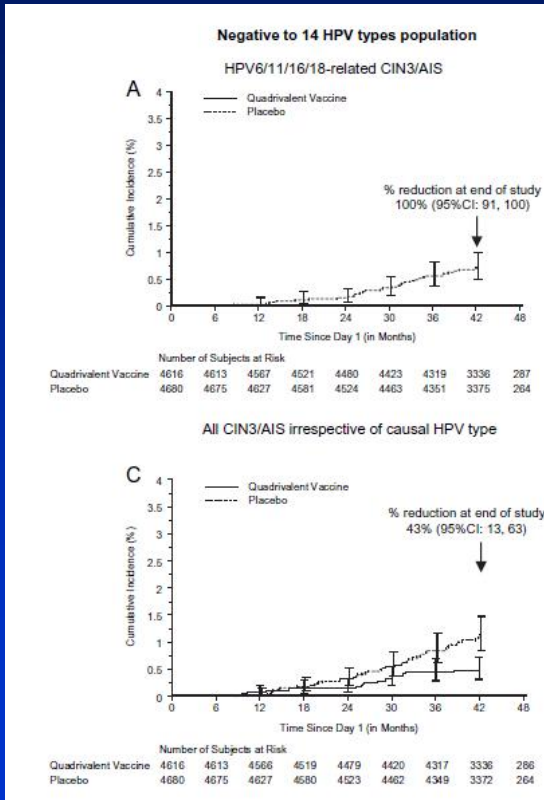 Negative to 14 HPV types population
HPV6/11/16/18-related CIN3/AIS
A
Quadrivalent Vaccine
Placebo
% reduction at end of study
100% (95%CI: 91, 100)
Cumulative Incidence (%)
4
3.5
3
2.5
2
1.5
1
0.5
0
0 6 12 18 24 30 36 42 48
Time Since Day 1 (in Months)
Number of Subjects at Risk
Quadrivalent Vaccine 4616 4613 4567 4521 4480 4423 4319 3336 287
Placebo 4680 4675 4627 4581 4524 4463 4351 3375 264
All CIN3/AIS irrespective of causal HPV type
C
Quadrivalent Vaccine
Placebo
% reduction at end of study
43% (95%CI: 13, 63)
Cumulative Incidence (%)
4
3.5
3
2.5
2
1.5
1
0.5
0
0 6 12 18 24 30 36 42 48
Time Since Day 1 (in Months)
Number of Subjects at Risk
Quadrivalent Vaccine 4616 4613 4566 4519 4479 4420 4317 3336 286
Placebo 4680 4675 4627 4580 4523 4462 4349 3372 264